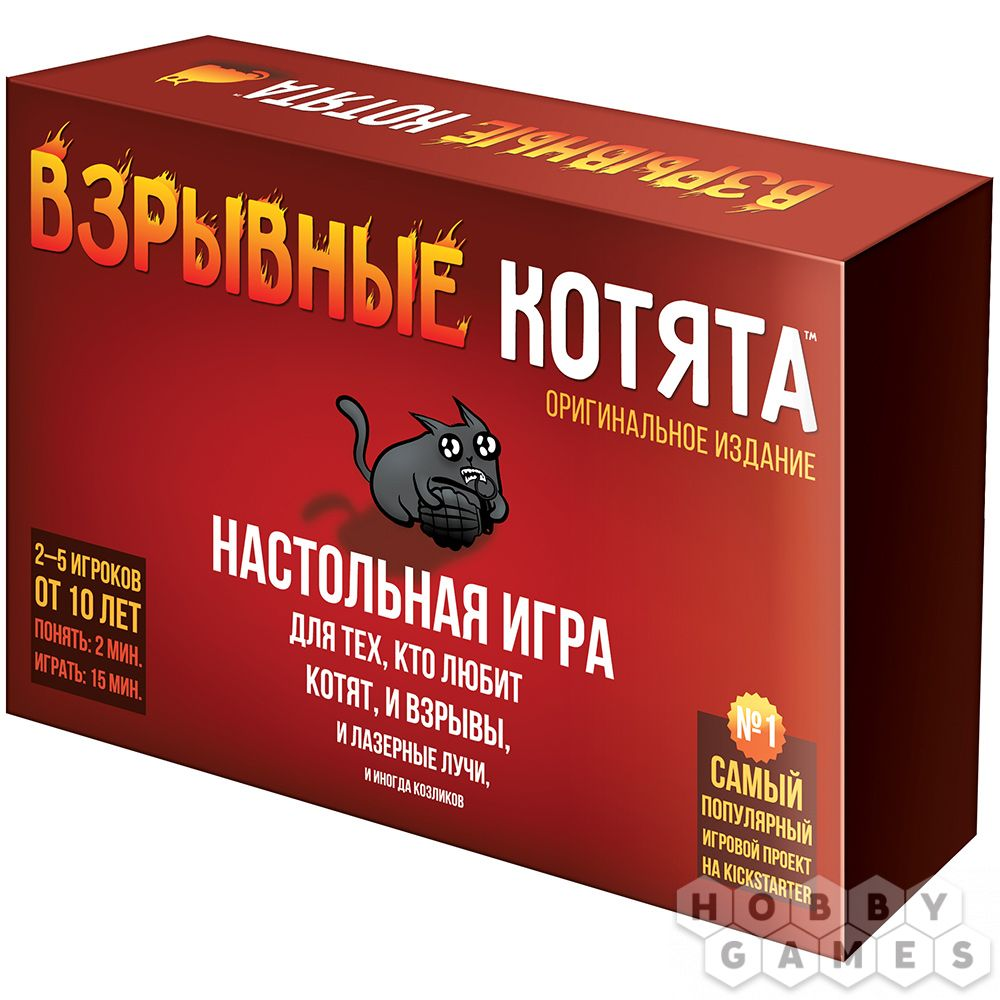 ВЗРЫВНЫЕ КОТЯТА™
ВЗРЫВНЫЕ КОТЯТА™
ОРИГИНАЛЬНОЕ ИЗДАНИЕ
НАСТОЛЬНАЯ ИГРА
ДЛЯ ТЕХ, КТО ЛЮБИТ
КОТЯТ, И ВЗРЫВЫ,
И ЛАЗЕРНЫЕ ЛУЧИ,
И ИНОГДА КОЗЛИКОВ
2–5 ИГРОКОВ
ОТ 10 ЛЕТ
ПОНЯТЬ: 2 МИН.
ИГРАТЬ: 15 МИН.
№1
САМЫЙ
ПОПУЛЯРНЫЙ
ИГРОВОЙ ПРОЕКТ
НА KICKSTARTER
HOBBY
GAMES